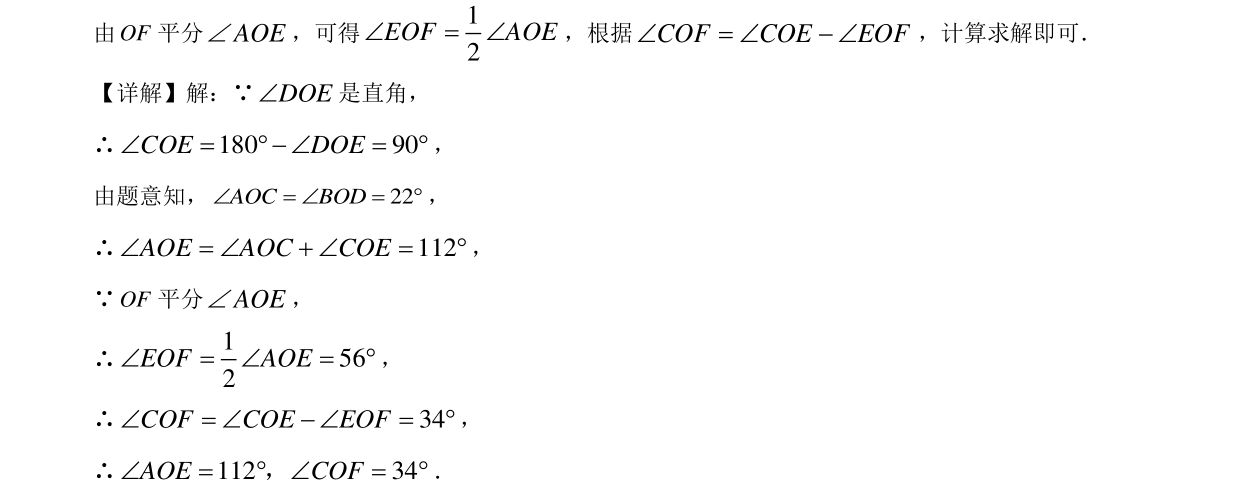 由 OF 平分∠AOE，可得∠EOF = 1/2 ∠AOE，根据∠COF = ∠COE − ∠EOF，计算求解即可．
【详解】解：∵∠DOE 是直角，
∴∠COE = 180° − ∠DOE = 90°，
由题意知，∠AOC = ∠BOD = 22°，
∴∠AOE = ∠AOC + ∠COE = 112°，
∵OF 平分∠AOE，
∴∠EOF = 1/2 ∠AOE = 56°，
∴∠COF = ∠COE − ∠EOF = 34°，
∴∠AOE = 112°，∠COF = 34°．